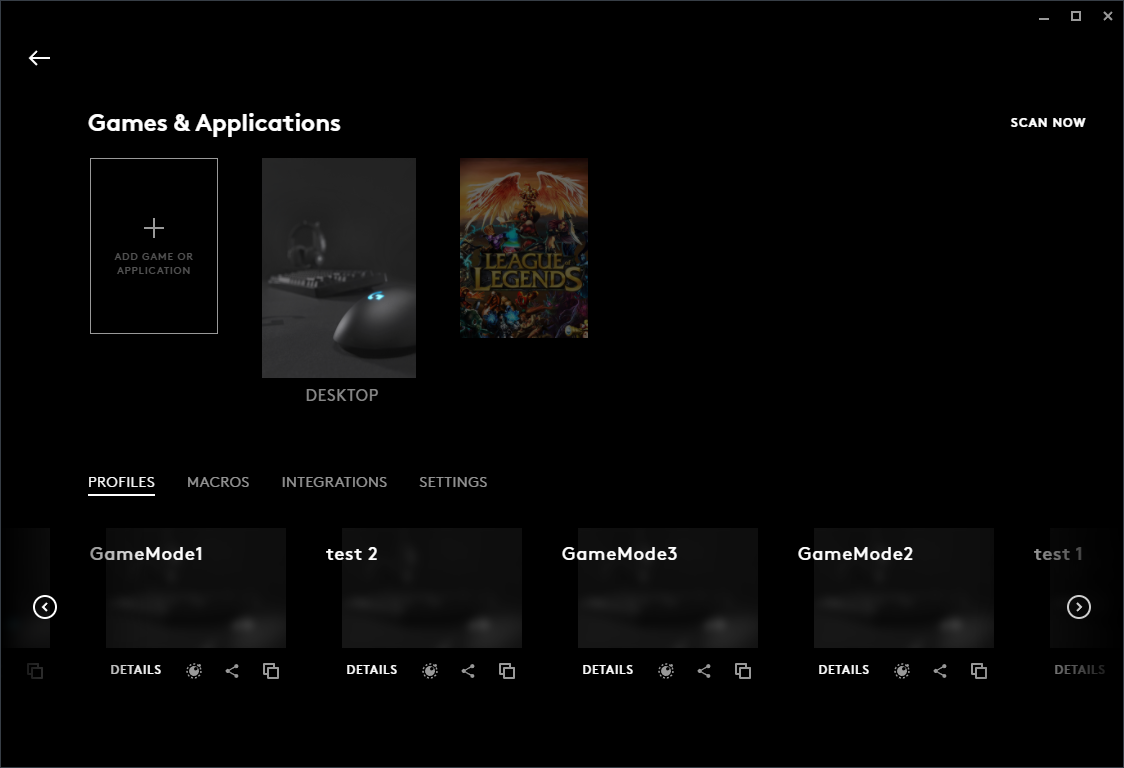 Games & Applications
SCAN NOW
ADD GAME OR
APPLICATION
LEAGUE
LEGENDS
DESKTOP
PROFILES
MACROS
INTEGRATIONS
SETTINGS
GameMode1
test 2
GameMode3
GameMode2
test 1
DETAILS
DETAILS
DETAILS
DETAILS
DETAILS